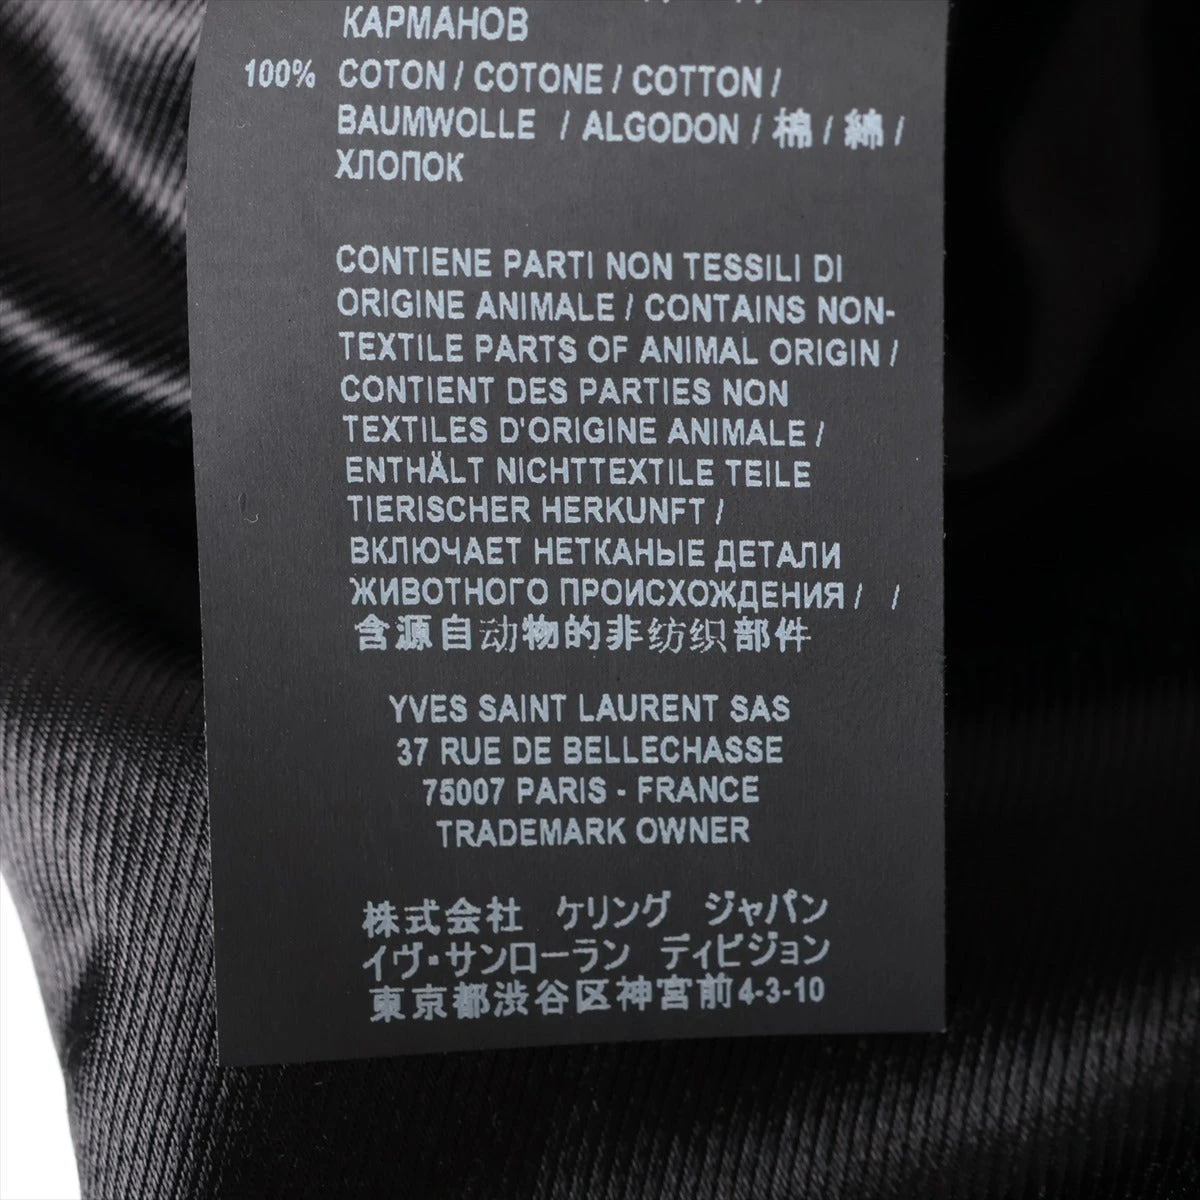 КАРМАНОВ
100% COTON / COTONE / COTTON /
BAUMWOLLE / ALGODON / 棉 / 綿 /
ХЛОПОК
CONTIENE PARTI NON TESSILI DI
ORIGINE ANIMALE / CONTAINS NON-
TEXTILE PARTS OF ANIMAL ORIGIN /
CONTIENT DES PARTIES NON
TEXTILES D'ORIGINE ANIMALE /
ENTHÄLT NICHTTEXTILE TEILE
TIERISCHER HERKUNFT /
ВКЛЮЧАЕТ НЕТКАНЫЕ ДЕТАЛИ
ЖИВОТНОГО ПРОИСХОЖДЕНИЯ / /
含源自动物的非纺织部件
YVES SAINT LAURENT SAS
37 RUE DE BELLECHASSE
75007 PARIS - FRANCE
TRADEMARK OWNER
株式会社 ケリング ジャパン
イヴ・サンローラン ディビジョン
東京都渋谷区神宮前4-3-10